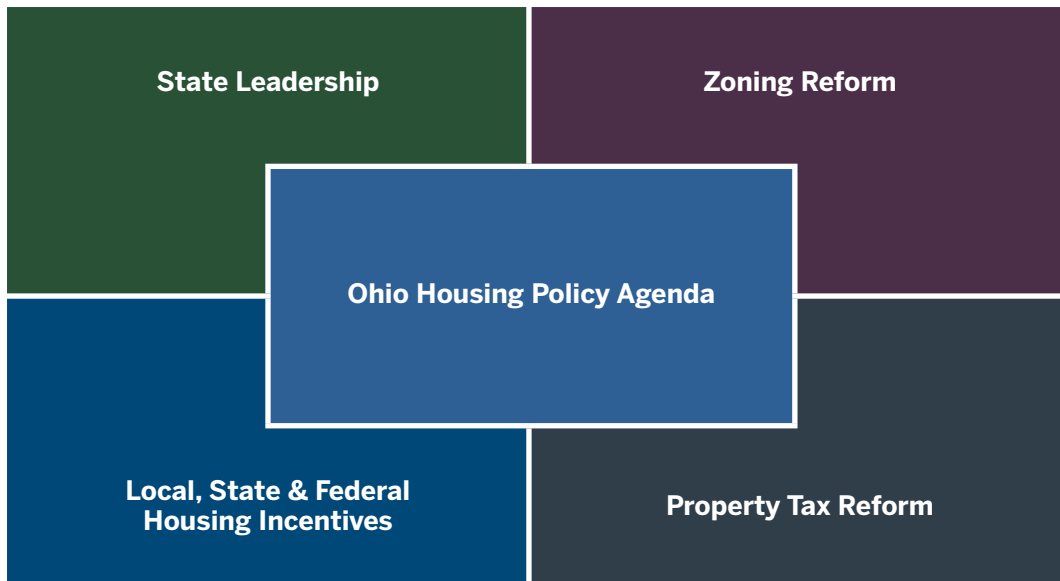 State Leadership
Zoning Reform
Ohio Housing Policy Agenda
Local, State & Federal
Housing Incentives
Property Tax Reform